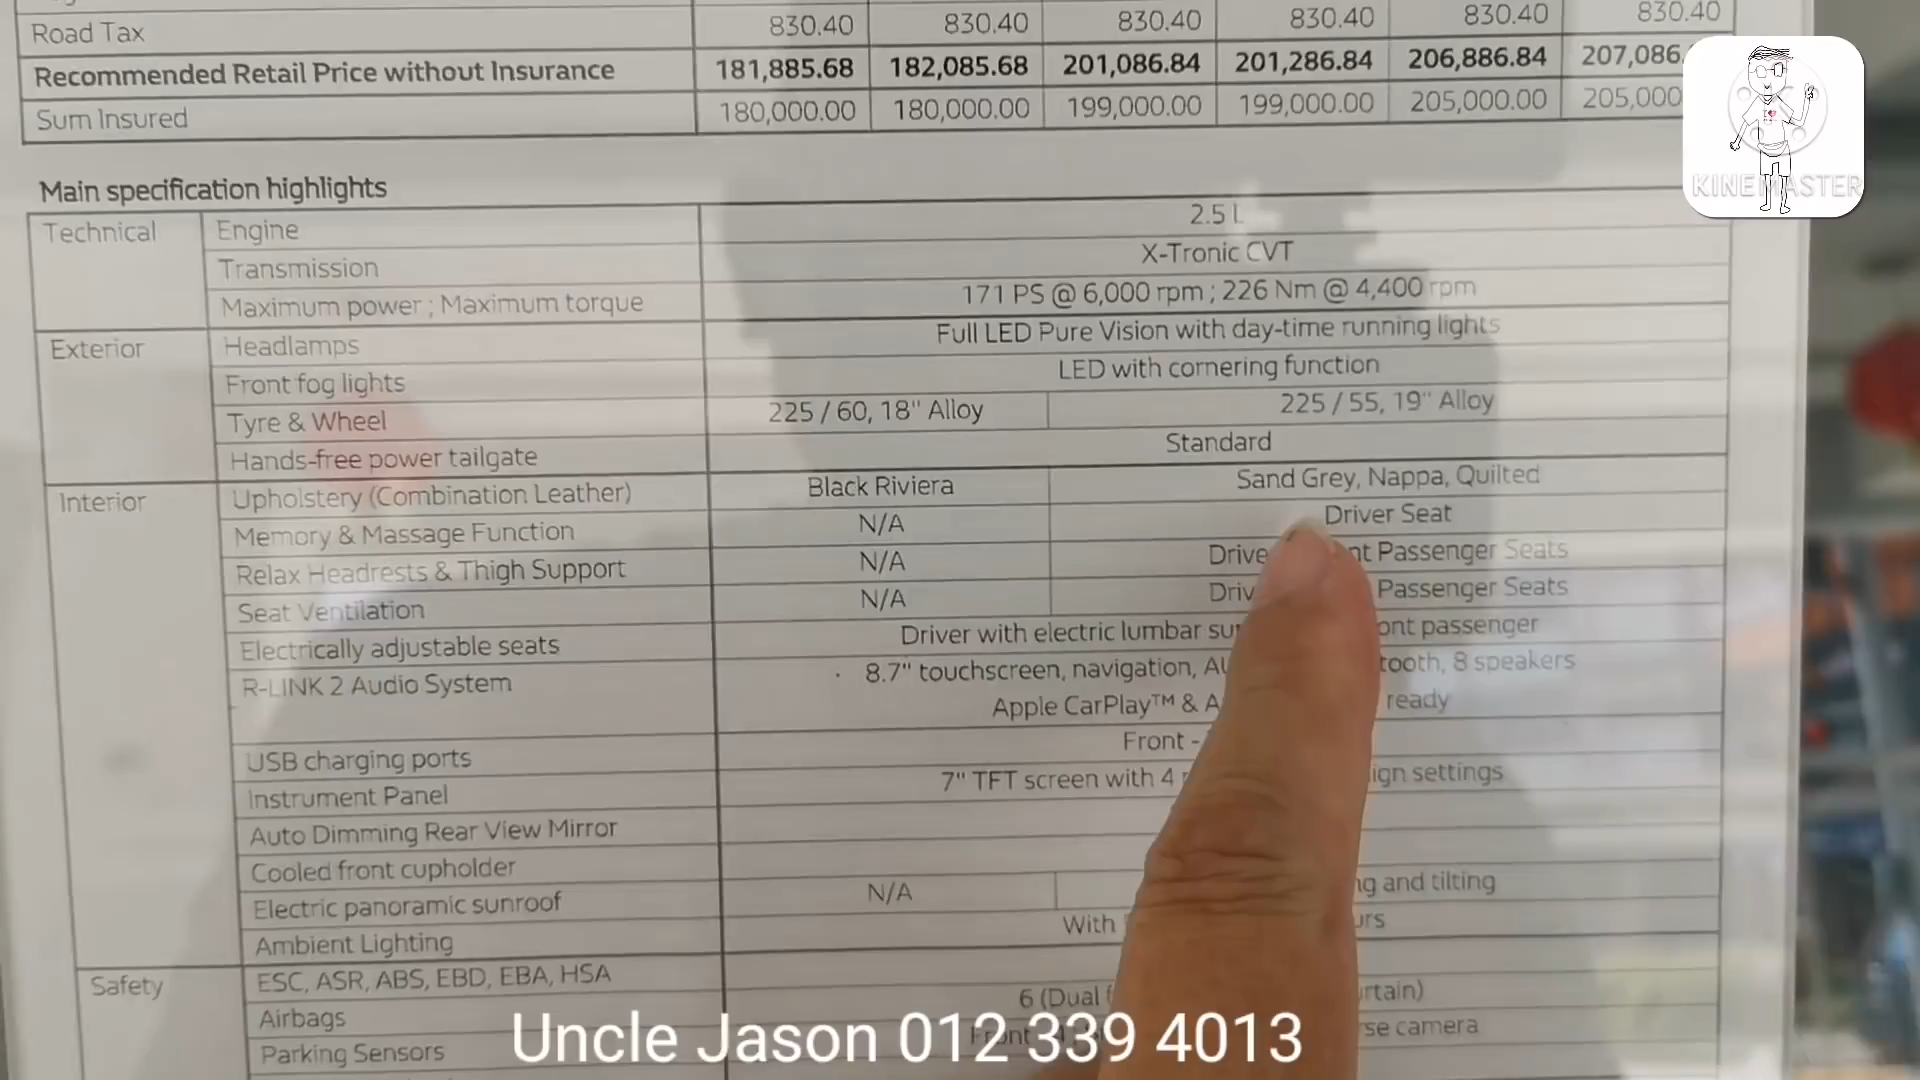 Road Tax 830.40 830.40 830.40 830.40 830.40 830.40
Recommended Retail Price without Insurance 181,885.68 182,085.68 201,086.84 201,286.84 206,886.84 207,086.
Sum Insured 180,000.00 180,000.00 199,000.00 199,000.00 205,000.00 205,000
KINEMASTER
Main specification highlights
Technical Engine 2.5 L
Transmission X-Tronic CVT
Maximum power ; Maximum torque 171 PS @ 6,000 rpm ; 226 Nm @ 4,400 rpm
Exterior Headlamps Full LED Pure Vision with day-time running lights
Front fog lights LED with cornering function
Tyre & Wheel 225 / 60, 18" Alloy 225 / 55, 19" Alloy
Hands-free power tailgate Standard
Interior Upholstery (Combination Leather) Black Riviera Sand Grey, Nappa, Quilted
Memory & Massage Function N/A Driver Seat
Relax Headrests & Thigh Support N/A Passenger Seats
Seat Ventilation N/A Passenger Seats
Electrically adjustable seats Driver with electric lumbar passenger
R-LINK 2 Audio System · 8.7" touchscreen, navigation, 8 speakers
Apple CarPlay™ & ready
USB charging ports Front -
Instrument Panel 7" TFT screen with 4 settings
Auto Dimming Rear View Mirror
Cooled front cupholder
Electric panoramic sunroof N/A and tilting
Ambient Lighting With
Safety ESC, ASR, ABS, EBD, EBA, HSA
Airbags 6 (Dual
Parking Sensors camera
Uncle Jason 012 339 4013